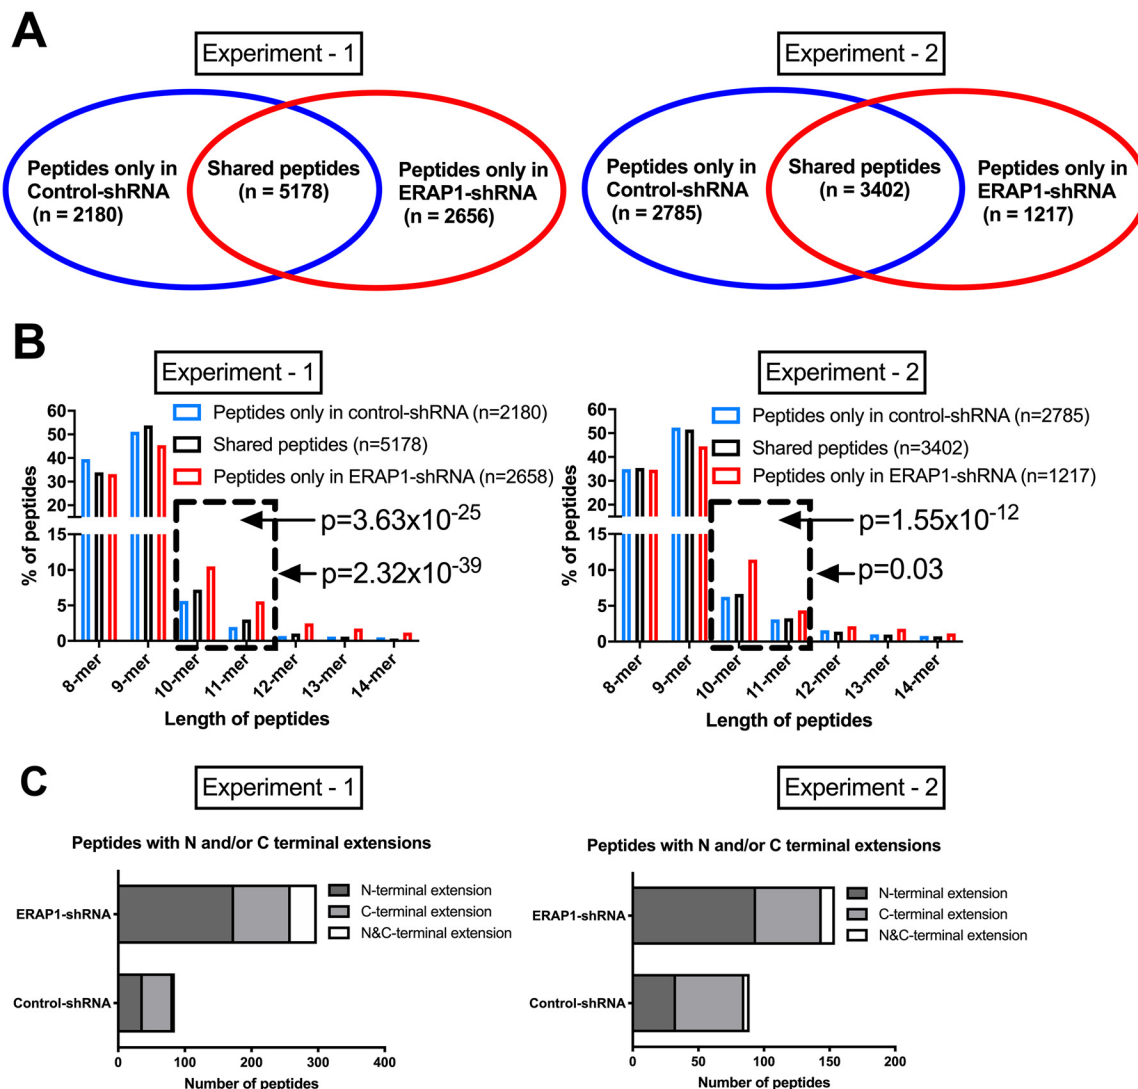 A
Experiment - 1
Experiment - 2
Peptides only in
Control-shRNA
(n = 2180)
Shared peptides
(n = 5178)
Peptides only in
ERAP1-shRNA
(n = 2656)
Peptides only in
Control-shRNA
(n = 2785)
Shared peptides
(n = 3402)
Peptides only in
ERAP1-shRNA
(n = 1217)
B
Experiment - 1
% of peptides
60
50
40
30
20
15
10
5
0
Peptides only in control-shRNA (n=2180)
Shared peptides (n=5178)
Peptides only in ERAP1-shRNA (n=2658)
p=3.63x10⁻²⁵
p=2.32x10⁻³⁹
8-mer
9-mer
10-mer
11-mer
12-mer
13-mer
14-mer
Length of peptides
Experiment - 2
% of peptides
60
50
40
30
20
15
10
5
0
Peptides only in control-shRNA (n=2785)
Shared peptides (n=3402)
Peptides only in ERAP1-shRNA (n=1217)
p=1.55x10⁻¹²
p=0.03
8-mer
9-mer
10-mer
11-mer
12-mer
13-mer
14-mer
Length of peptides
C
Experiment - 1
Peptides with N and/or C terminal extensions
ERAP1-shRNA
Control-shRNA
N-terminal extension
C-terminal extension
N&C-terminal extension
0
100
200
300
400
Number of peptides
Experiment - 2
Peptides with N and/or C terminal extensions
ERAP1-shRNA
Control-shRNA
N-terminal extension
C-terminal extension
N&C-terminal extension
0
50
100
150
200
Number of peptides